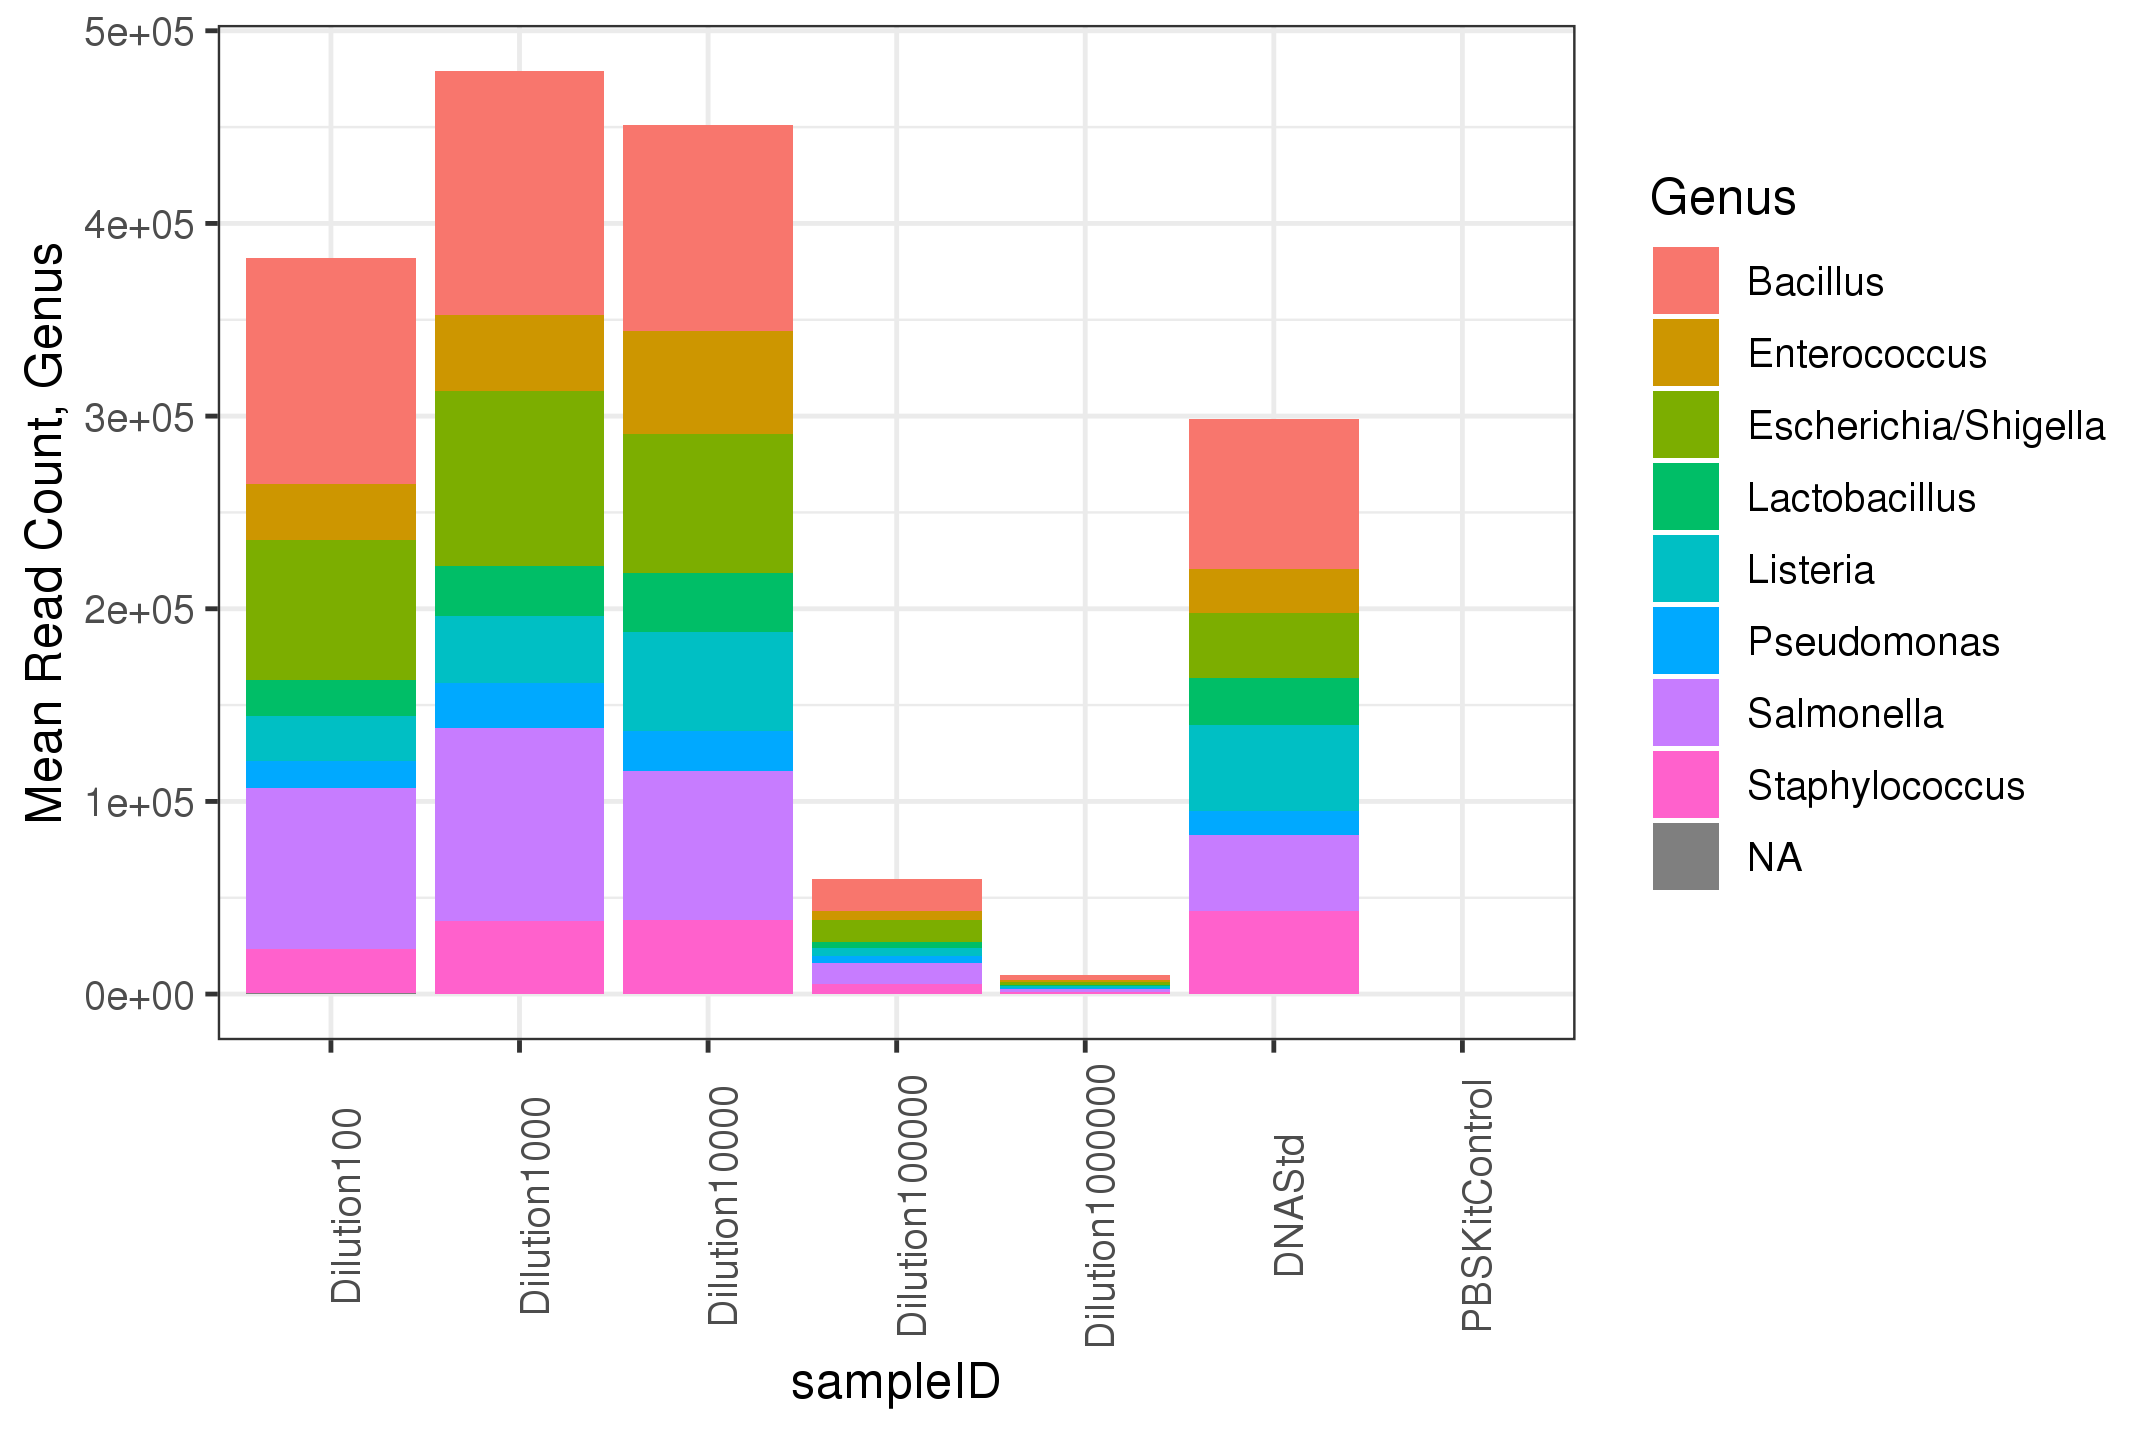 Mean Read Count, Genus
5e+05
4e+05
3e+05
2e+05
1e+05
0e+00
Dilution100
Dilution1000
Dilution10000
Dilution100000
Dilution1000000
DNAStd
PBSKitControl
sampleID
Genus
Bacillus
Enterococcus
Escherichia/Shigella
Lactobacillus
Listeria
Pseudomonas
Salmonella
Staphylococcus
NA